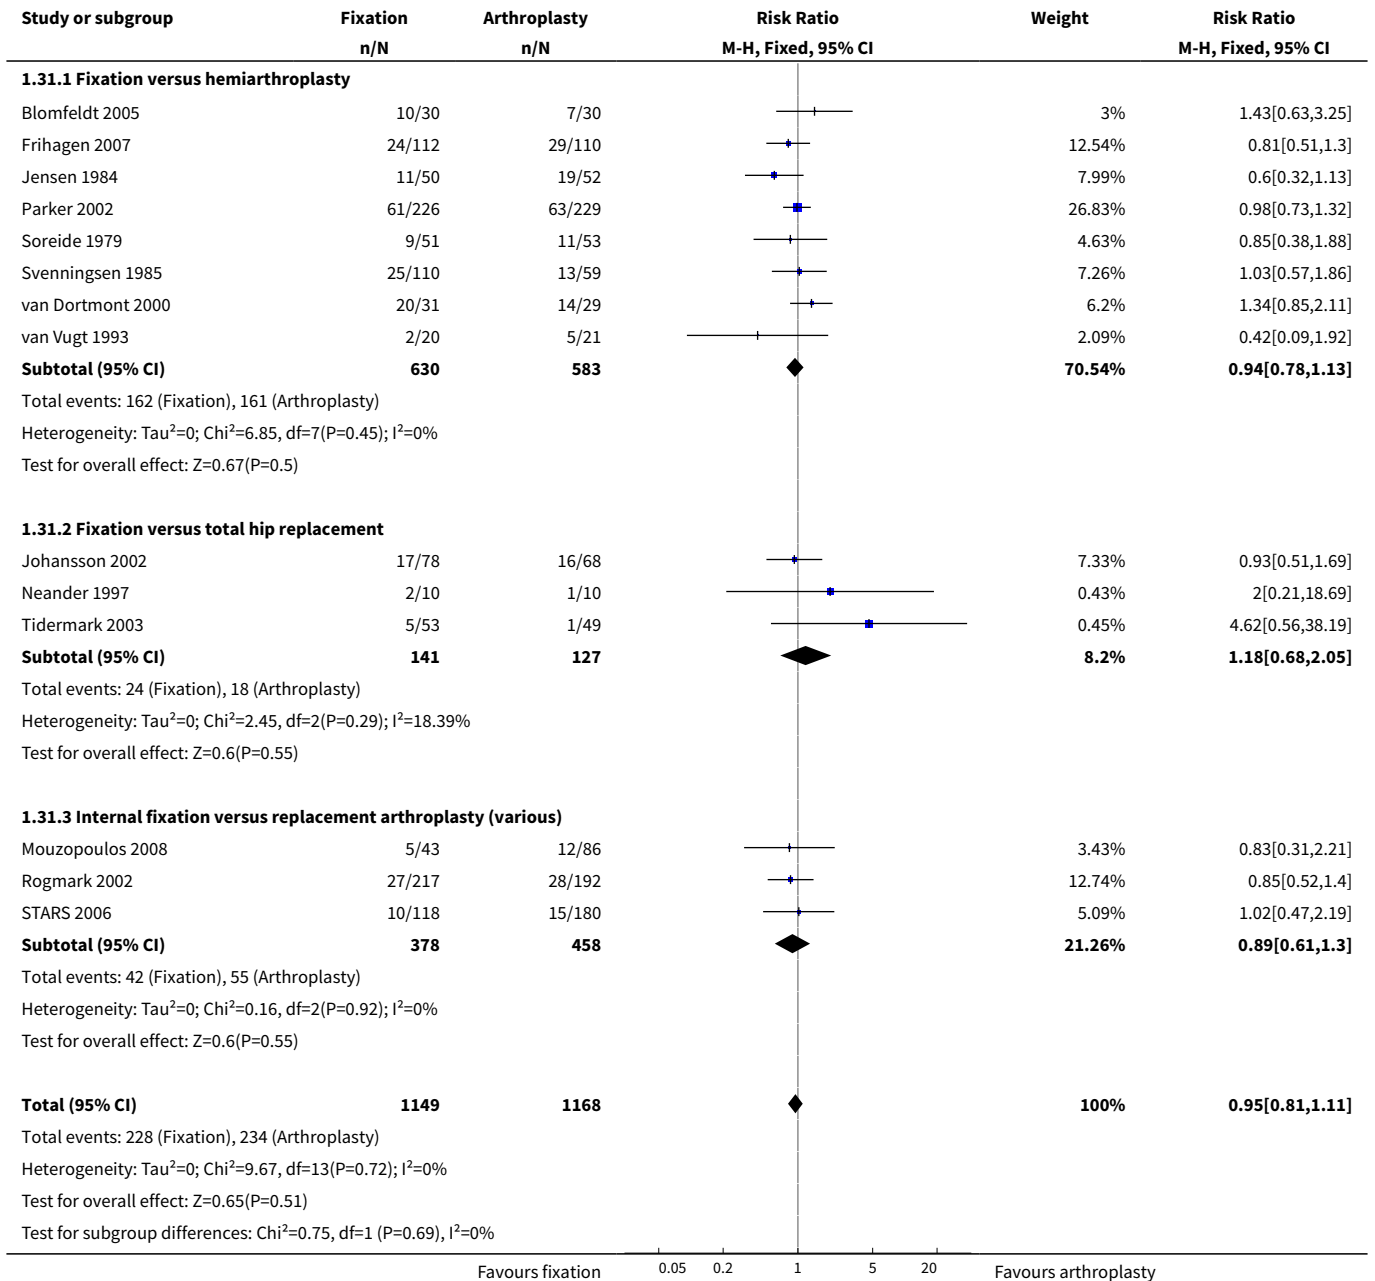 Study or subgroup Fixation Arthroplasty Risk Ratio Weight Risk Ratio
n/N n/N M-H, Fixed, 95% CI M-H, Fixed, 95% CI
1.31.1 Fixation versus hemiarthroplasty
Blomfeldt 2005 10/30 7/30 3% 1.43[0.63,3.25]
Frihagen 2007 24/112 29/110 12.54% 0.81[0.51,1.3]
Jensen 1984 11/50 19/52 7.99% 0.6[0.32,1.13]
Parker 2002 61/226 63/229 26.83% 0.98[0.73,1.32]
Soreide 1979 9/51 11/53 4.63% 0.85[0.38,1.88]
Svenningsen 1985 25/110 13/59 7.26% 1.03[0.57,1.86]
van Dortmont 2000 20/31 14/29 6.2% 1.34[0.85,2.11]
van Vugt 1993 2/20 5/21 2.09% 0.42[0.09,1.92]
Subtotal (95% CI) 630 583 70.54% 0.94[0.78,1.13]
Total events: 162 (Fixation), 161 (Arthroplasty)
Heterogeneity: Tau²=0; Chi²=6.85, df=7(P=0.45); I²=0%
Test for overall effect: Z=0.67(P=0.5)
1.31.2 Fixation versus total hip replacement
Johansson 2002 17/78 16/68 7.33% 0.93[0.51,1.69]
Neander 1997 2/10 1/10 0.43% 2[0.21,18.69]
Tidermark 2003 5/53 1/49 0.45% 4.62[0.56,38.19]
Subtotal (95% CI) 141 127 8.2% 1.18[0.68,2.05]
Total events: 24 (Fixation), 18 (Arthroplasty)
Heterogeneity: Tau²=0; Chi²=2.45, df=2(P=0.29); I²=18.39%
Test for overall effect: Z=0.6(P=0.55)
1.31.3 Internal fixation versus replacement arthroplasty (various)
Mouzopoulos 2008 5/43 12/86 3.43% 0.83[0.31,2.21]
Rogmark 2002 27/217 28/192 12.74% 0.85[0.52,1.4]
STARS 2006 10/118 15/180 5.09% 1.02[0.47,2.19]
Subtotal (95% CI) 378 458 21.26% 0.89[0.61,1.3]
Total events: 42 (Fixation), 55 (Arthroplasty)
Heterogeneity: Tau²=0; Chi²=0.16, df=2(P=0.92); I²=0%
Test for overall effect: Z=0.6(P=0.55)
Total (95% CI) 1149 1168 100% 0.95[0.81,1.11]
Total events: 228 (Fixation), 234 (Arthroplasty)
Heterogeneity: Tau²=0; Chi²=9.67, df=13(P=0.72); I²=0%
Test for overall effect: Z=0.65(P=0.51)
Test for subgroup differences: Chi²=0.75, df=1 (P=0.69), I²=0%
Favours fixation 0.05 0.2 1 5 20 Favours arthroplasty